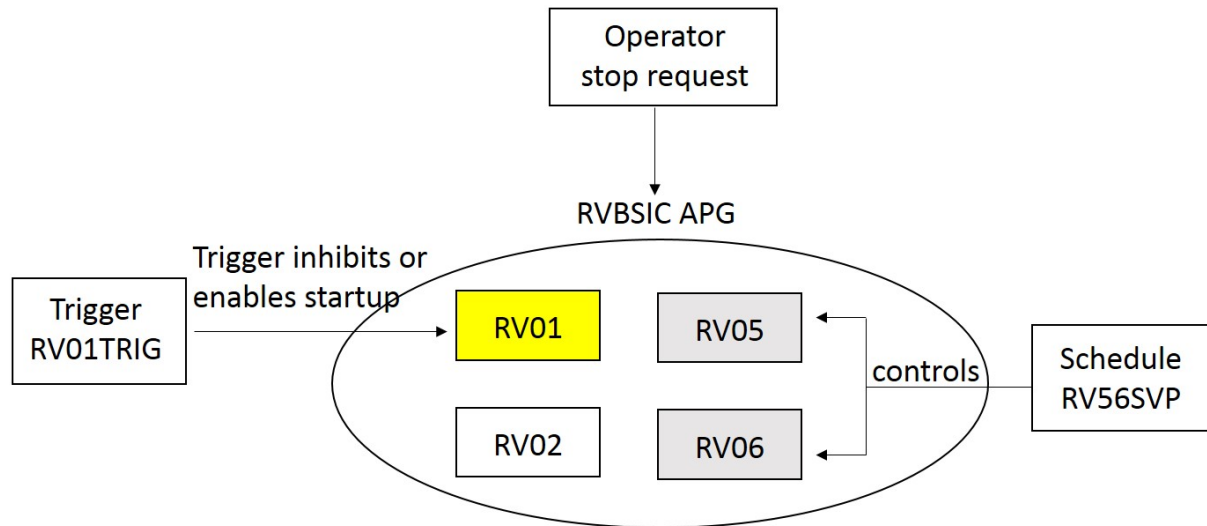 Operator
stop request
RVBSIC APG
Trigger inhibits or
enables startup
Trigger
RV01TRIG
RV01
RV05
controls
Schedule
RV56SVP
RV02
RV06